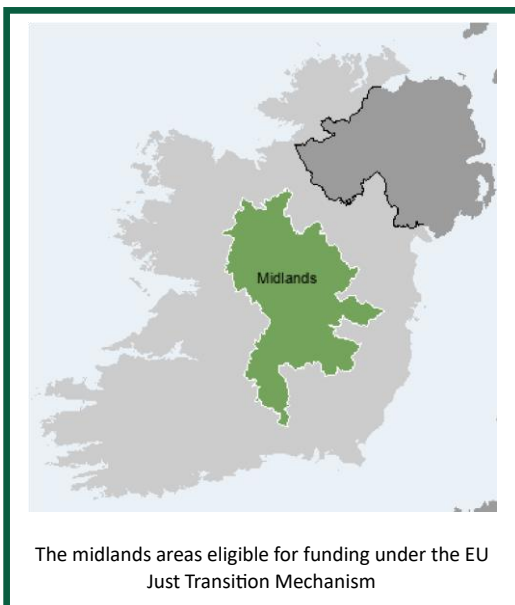 Midlands
The midlands areas eligible for funding under the EU
Just Transition Mechanism